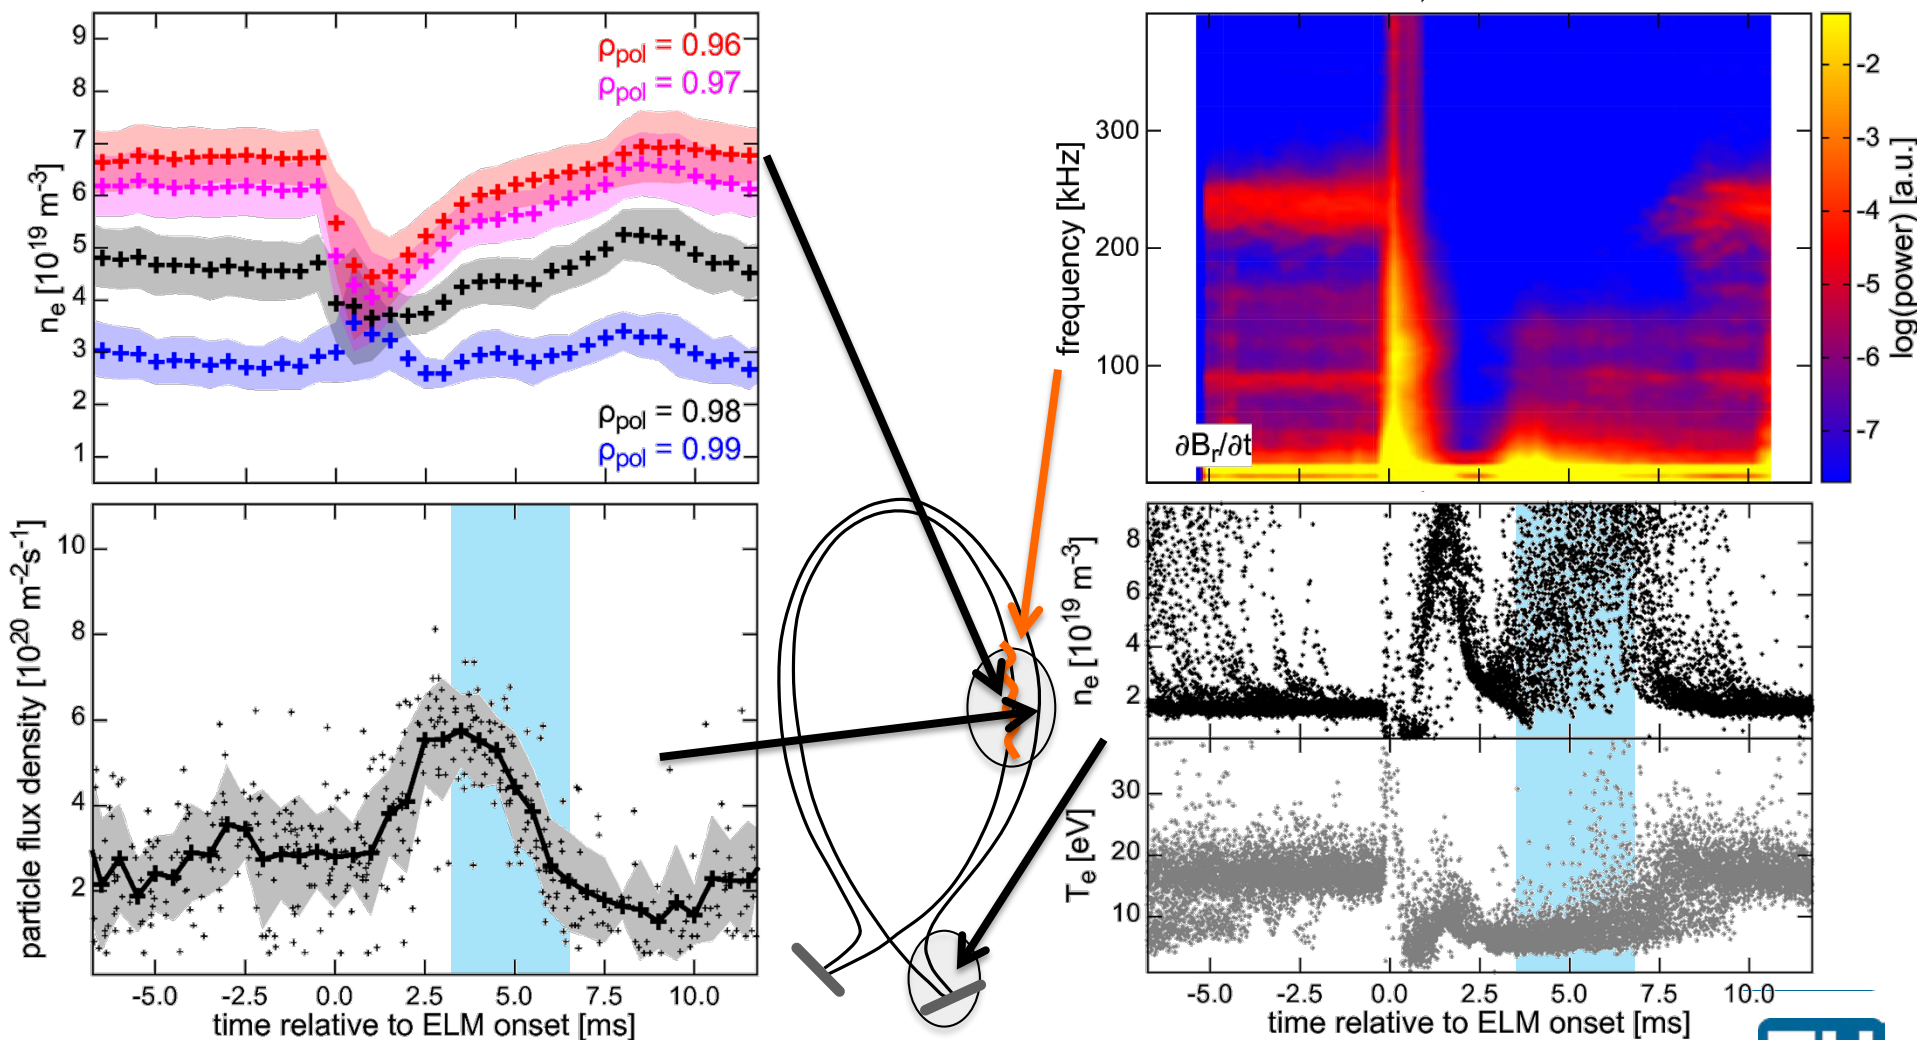 9
8
7
6
5
4
3
2
1
nₑ [10¹⁹ m⁻³]
ρpol = 0.96
ρpol = 0.97
ρpol = 0.98
ρpol = 0.99
10
8
6
4
2
particle flux density [10²⁰ m⁻²s⁻¹]
-5.0 -2.5 0.0 2.5 5.0 7.5 10.0
time relative to ELM onset [ms]
300
200
100
frequency [kHz]
∂Bᵣ/∂t
-2
-3
-4
-5
-6
-7
log(power) [a.u.]
8
6
4
2
nₑ [10¹⁹ m⁻³]
30
20
10
Tₑ [eV]
-5.0 -2.5 0.0 2.5 5.0 7.5 10.0
time relative to ELM onset [ms]